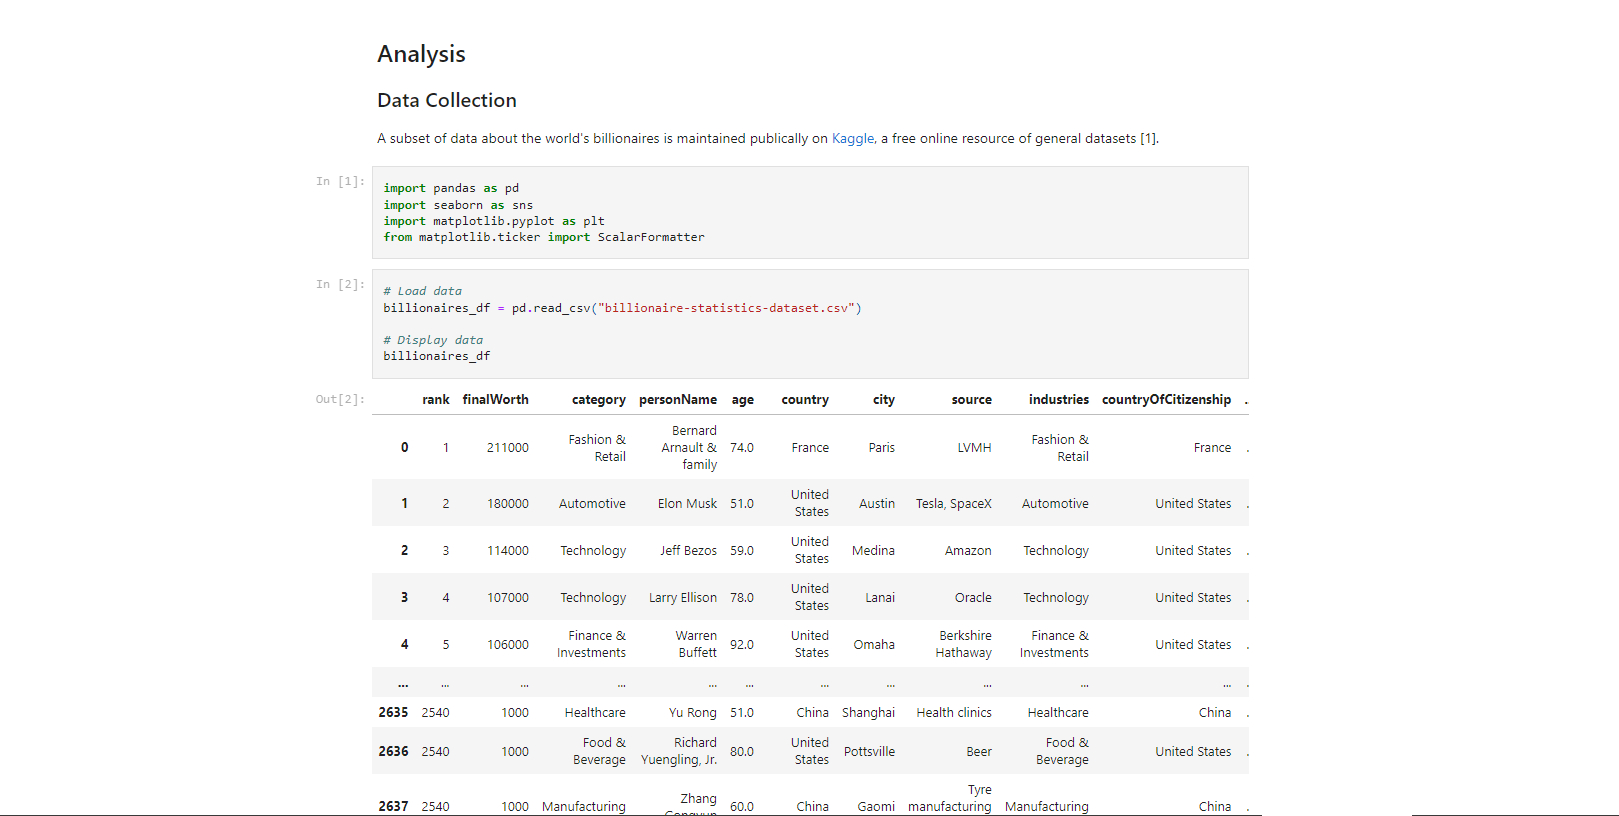 Analysis
Data Collection
A subset of data about the world's billionaires is maintained publically on Kaggle, a free online resource of general datasets [1].
In [1]:
import pandas as pd
import seaborn as sns
import matplotlib.pyplot as plt
from matplotlib.ticker import ScalarFormatter
In [2]:
# Load data
billionaires_df = pd.read_csv("billionaire-statistics-dataset.csv")
# Display data
billionaires_df
Out[2]:
rank finalWorth category personName age country city source industries countryOfCitizenship ..
0 1 211000 Fashion & Retail Bernard Arnault & family 74.0 France Paris LVMH Fashion & Retail France .
1 2 180000 Automotive Elon Musk 51.0 United States Austin Tesla, SpaceX Automotive United States .
2 3 114000 Technology Jeff Bezos 59.0 United States Medina Amazon Technology United States .
3 4 107000 Technology Larry Ellison 78.0 United States Lanai Oracle Technology United States .
4 5 106000 Finance & Investments Warren Buffett 92.0 United States Omaha Berkshire Hathaway Finance & Investments United States .
... ... ... ... ... ... ... ... ... ... ... .
2635 2540 1000 Healthcare Yu Rong 51.0 China Shanghai Health clinics Healthcare China .
2636 2540 1000 Food & Beverage Richard Yuengling, Jr. 80.0 United States Pottsville Beer Food & Beverage United States .
2637 2540 1000 Manufacturing Zhang 60.0 China Gaomi Tyre manufacturing Manufacturing China .